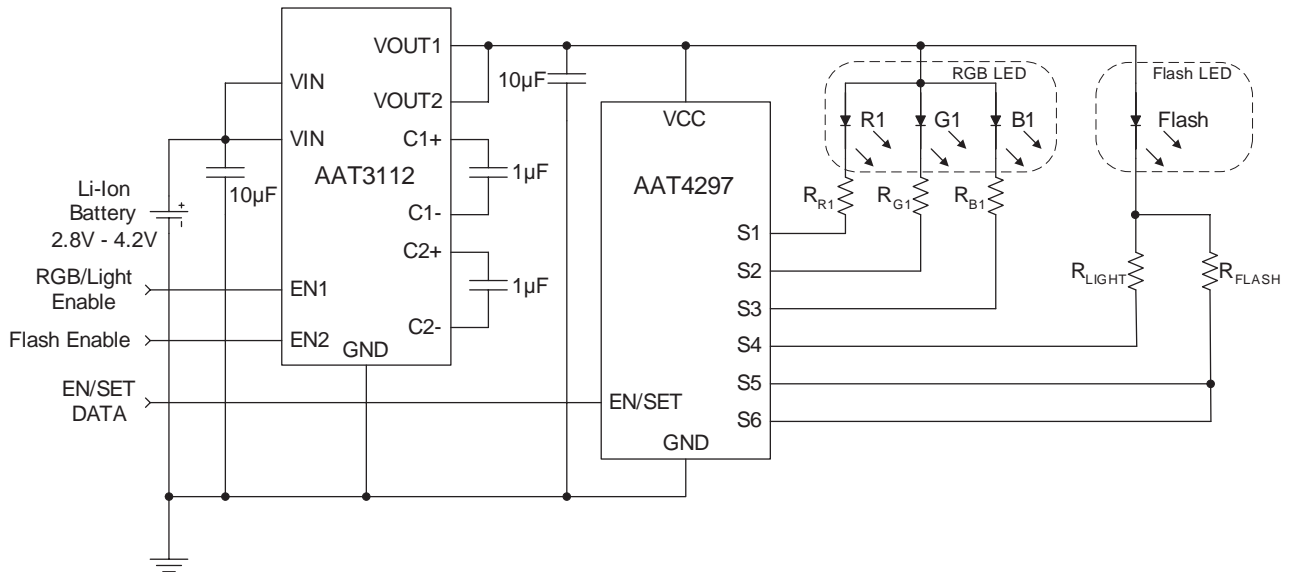 VIN
VIN
AAT3112
VOUT1
VOUT2
C1+
C1-
C2+
C2-
EN1
EN2
GND
10µF
Li-Ion
Battery
2.8V - 4.2V
+
-
RGB/Light
Enable
Flash Enable
EN/SET
DATA
1µF
1µF
10µF
VCC
AAT4297
EN/SET
GND
S1
S2
S3
S4
S5
S6
RGB LED
R1
G1
B1
RR1
RG1
RB1
Flash LED
Flash
RLIGHT
RFLASH